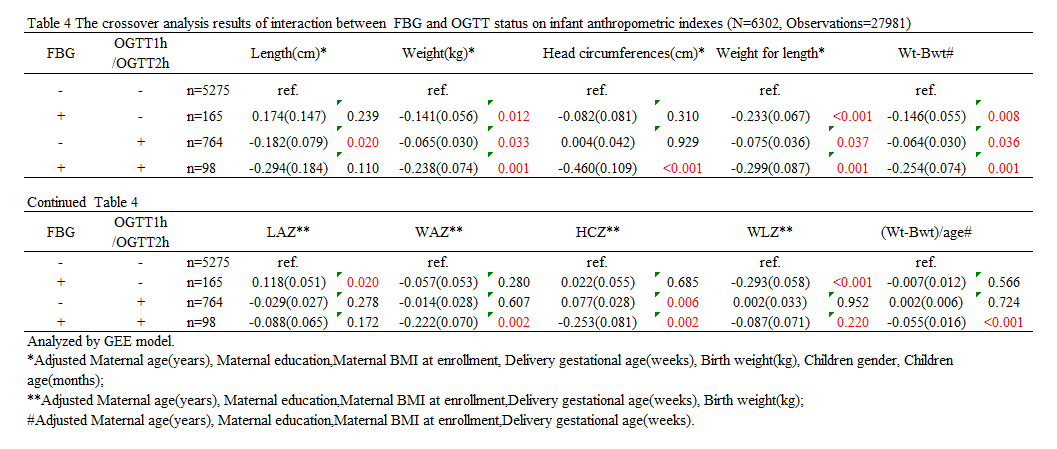 Table 4 The crossover analysis results of interaction between FBG and OGTT status on infant anthropometric indexes (N=6302, Observations=27981)
FBG OGTT1h /OGTT2h Length(cm)* Weight(kg)* Head circumferences(cm)* Weight for length* Wt-Bwt#
- - n=5275 ref. ref. ref. ref. ref.
+ - n=165 0.174(0.147) 0.239 -0.141(0.056) 0.012 -0.082(0.081) 0.310 -0.233(0.067) <0.001 -0.146(0.055) 0.008
- + n=764 -0.182(0.079) 0.020 -0.065(0.030) 0.033 0.004(0.042) 0.929 -0.075(0.036) 0.037 -0.064(0.030) 0.036
+ + n=98 -0.294(0.184) 0.110 -0.238(0.074) 0.001 -0.460(0.109) <0.001 -0.299(0.087) 0.001 -0.254(0.074) 0.001
Continued Table 4
FBG OGTT1h /OGTT2h LAZ** WAZ** HCZ** WLZ** (Wt-Bwt)/age#
- - n=5275 ref. ref. ref. ref. ref.
+ - n=165 0.118(0.051) 0.020 -0.057(0.053) 0.280 0.022(0.055) 0.685 -0.293(0.058) <0.001 -0.007(0.012) 0.566
- + n=764 -0.029(0.027) 0.278 -0.014(0.028) 0.607 0.077(0.028) 0.006 0.002(0.033) 0.952 0.002(0.006) 0.724
+ + n=98 -0.088(0.065) 0.172 -0.222(0.070) 0.002 -0.253(0.081) 0.002 -0.087(0.071) 0.220 -0.055(0.016) <0.001
Analyzed by GEE model.
*Adjusted Maternal age(years), Maternal education,Maternal BMI at enrollment, Delivery gestational age(weeks), Birth weight(kg), Children gender, Children
age(months);
**Adjusted Maternal age(years), Maternal education,Maternal BMI at enrollment,Delivery gestational age(weeks), Birth weight(kg);
#Adjusted Maternal age(years), Maternal education,Maternal BMI at enrollment,Delivery gestational age(weeks).